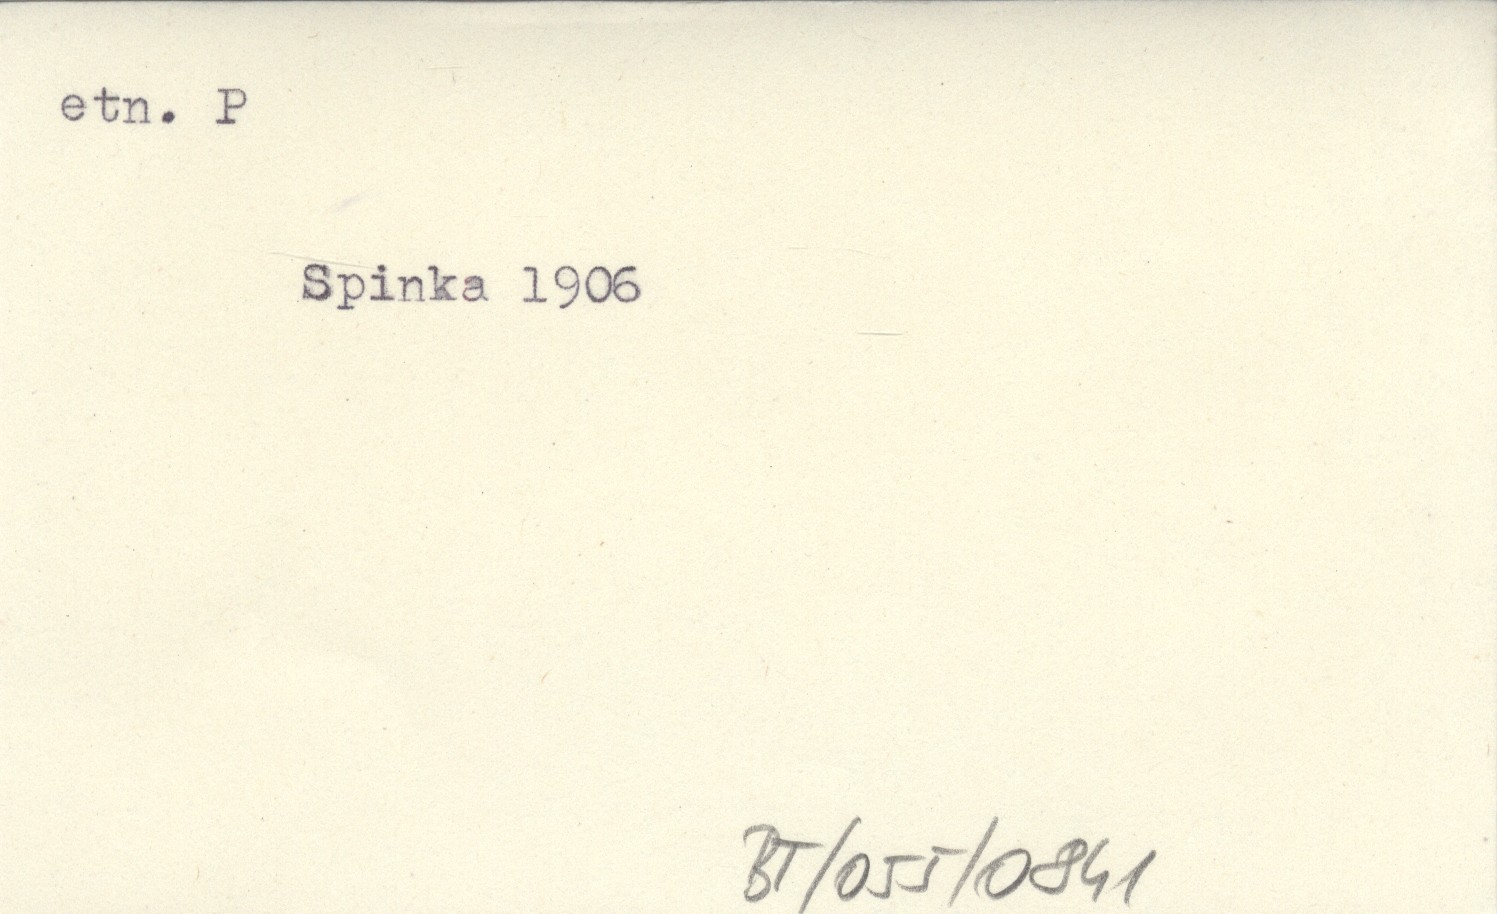 etn. P
Spinka 1906
BT/055/0841